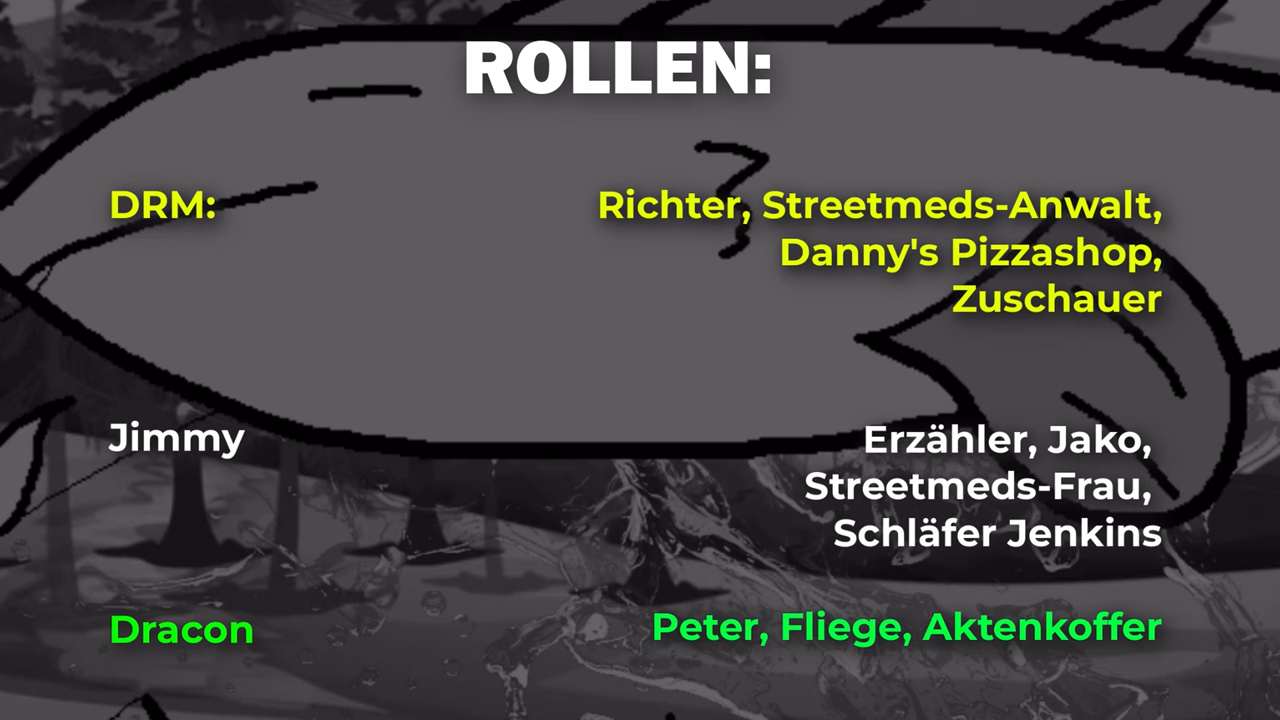 ROLLEN:
DRM: Richter, Streetmeds-Anwalt,
Danny's Pizzashop,
Zuschauer
Jimmy Erzähler, Jako,
Streetmeds-Frau,
Schläfer Jenkins
Dracon Peter, Fliege, Aktenkoffer